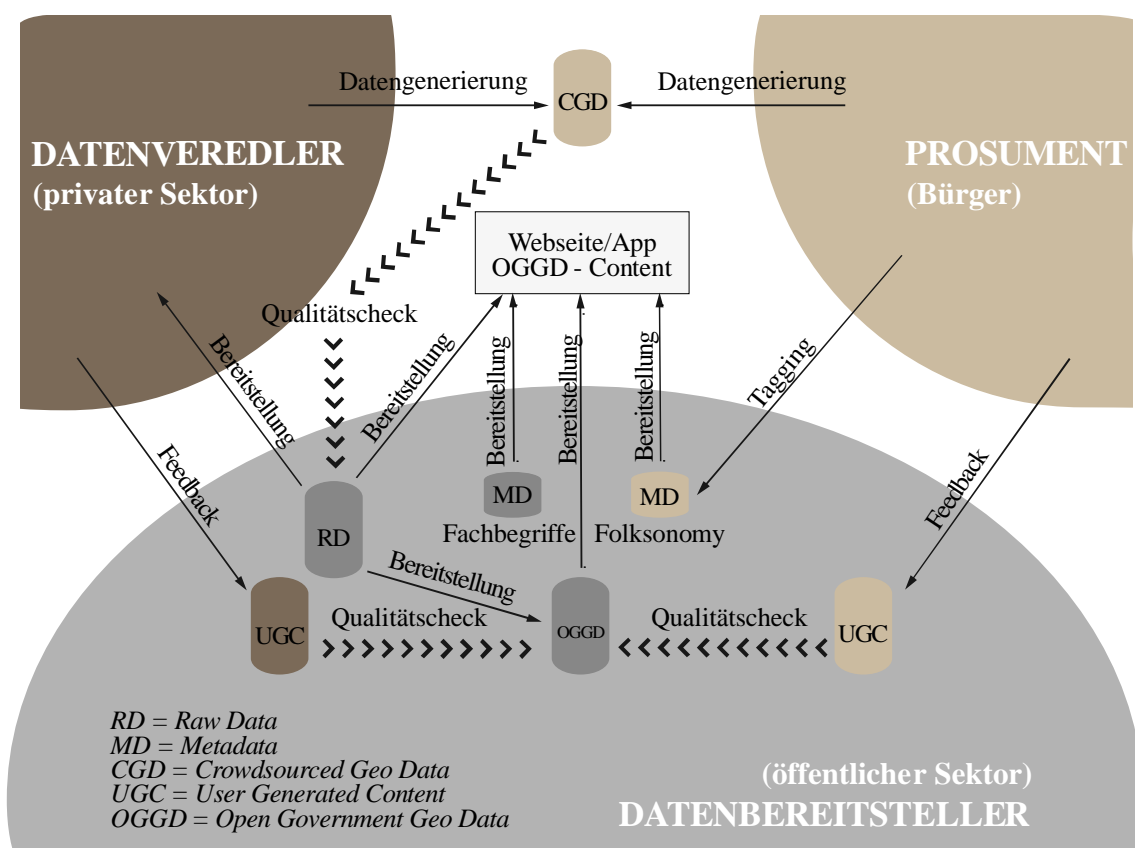 Datengenerierung
CGD
Datengenerierung
DATENVEREDLER
(privater Sektor)
PROSUMENT
(Bürger)
Webseite/App
OGGD - Content
Qualitätscheck
Bereitstellung
Bereitstellung
Bereitstellung
Bereitstellung
Bereitstellung
Tagging
Feedback
Feedback
RD
MD
Fachbegriffe
MD
Folksonomy
Bereitstellung
UGC
Qualitätscheck
OGGD
Qualitätscheck
UGC
RD = Raw Data
MD = Metadata
CGD = Crowdsourced Geo Data
UGC = User Generated Content
OGGD = Open Government Geo Data
(öffentlicher Sektor)
DATENBEREITSTELLER